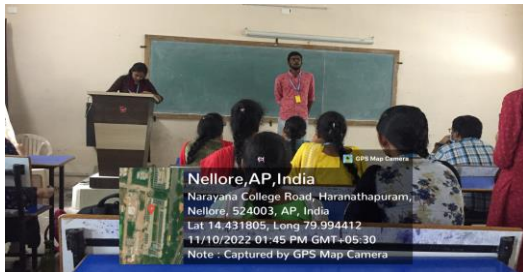 GPS Map Camera
Nellore,AP,India
Narayana College Road, Haranathapuram,
Nellore, 524003, AP, India
Lat 14.431805, Long 79.994412
11/10/2022 01:45 PM GMT+05:30
Note : Captured by GPS Map Camera